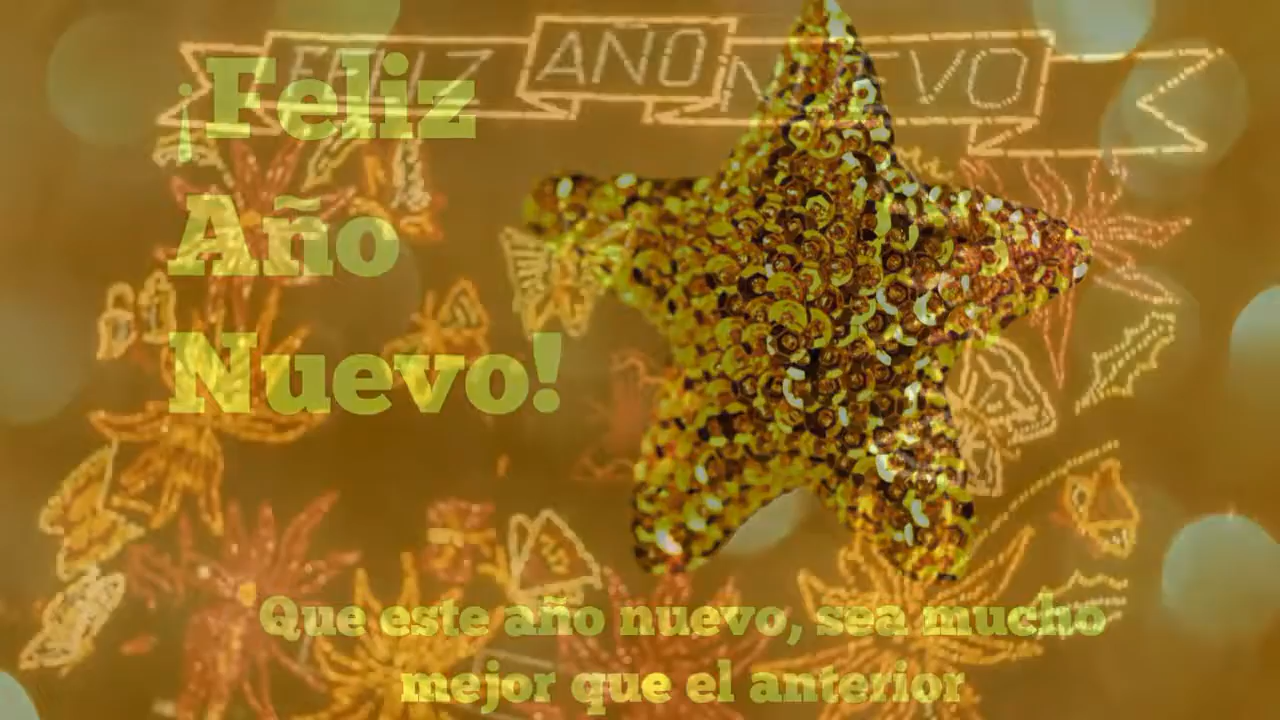 FELIZ AÑO NUEVO
¡Feliz
Año
Nuevo!
Que este año nuevo, sea mucho
mejor que el anterior